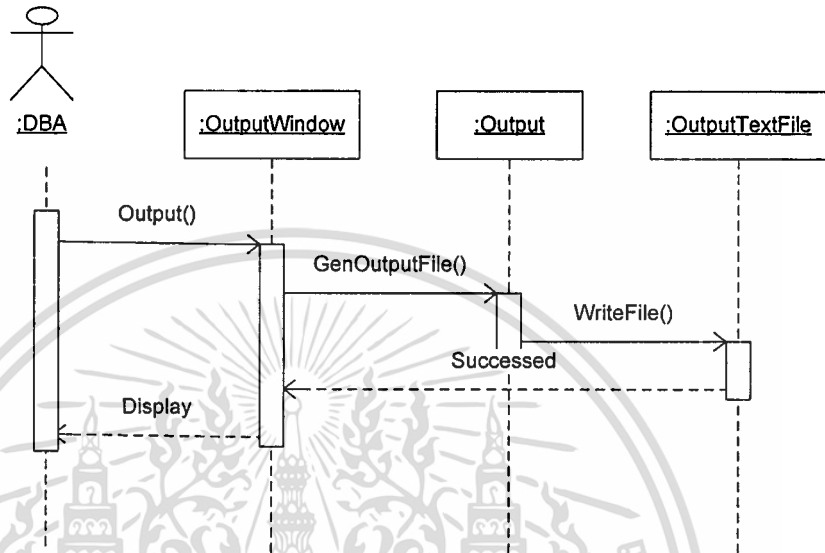 :DBA
:OutputWindow
:Output
:OutputTextFile
Output()
GenOutputFile()
WriteFile()
Successed
Display